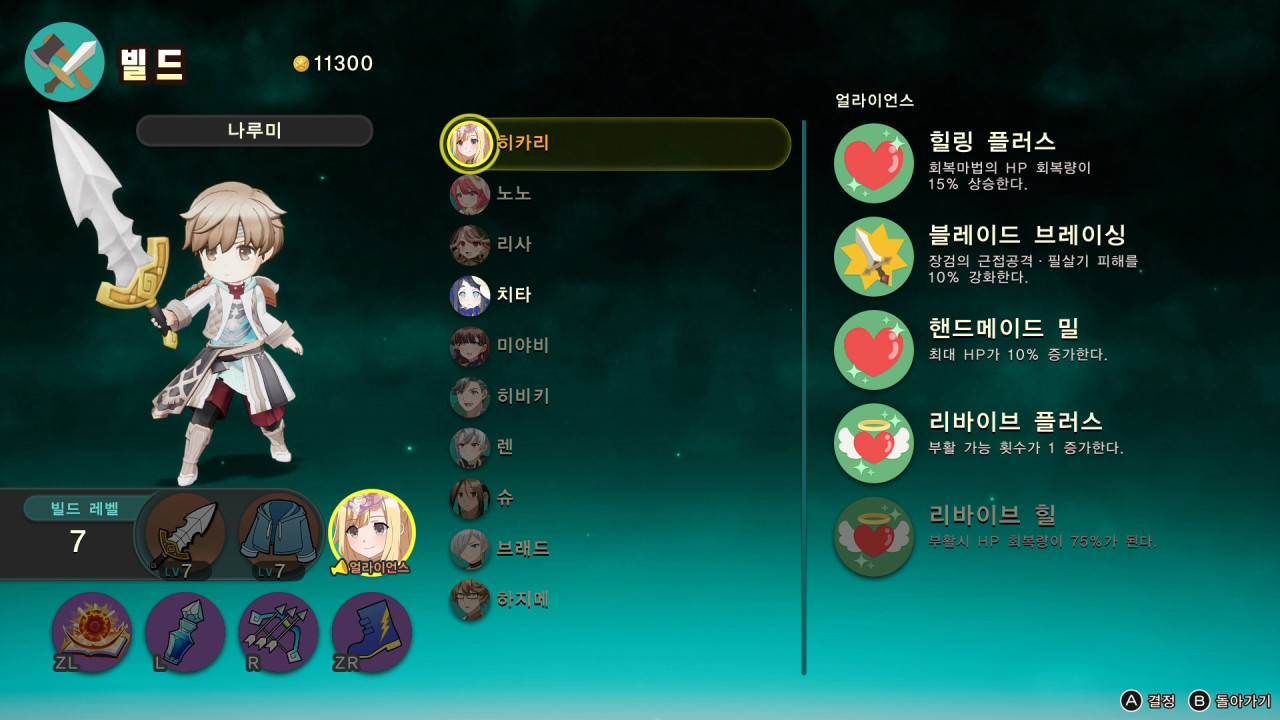 빌드
11300
나루미
히카리
노노
리사
치타
미야비
히비키
렌
슈
브래드
하지메
얼라이언스
힐링 플러스
회복마법의 HP 회복량이
15% 상승한다.
블레이드 브레이싱
장검의 근접공격·필살기 피해를
10% 강화한다.
핸드메이드 밀
최대 HP가 10% 증가한다.
리바이브 플러스
부활 가능 횟수가 1 증가한다.
리바이브 힐
부활시 HP 회복량이 75%가 된다.
빌드 레벨
7
LV7
LV7
얼라이언스
ZL
L
R
ZR
A 결정 B 돌아가기